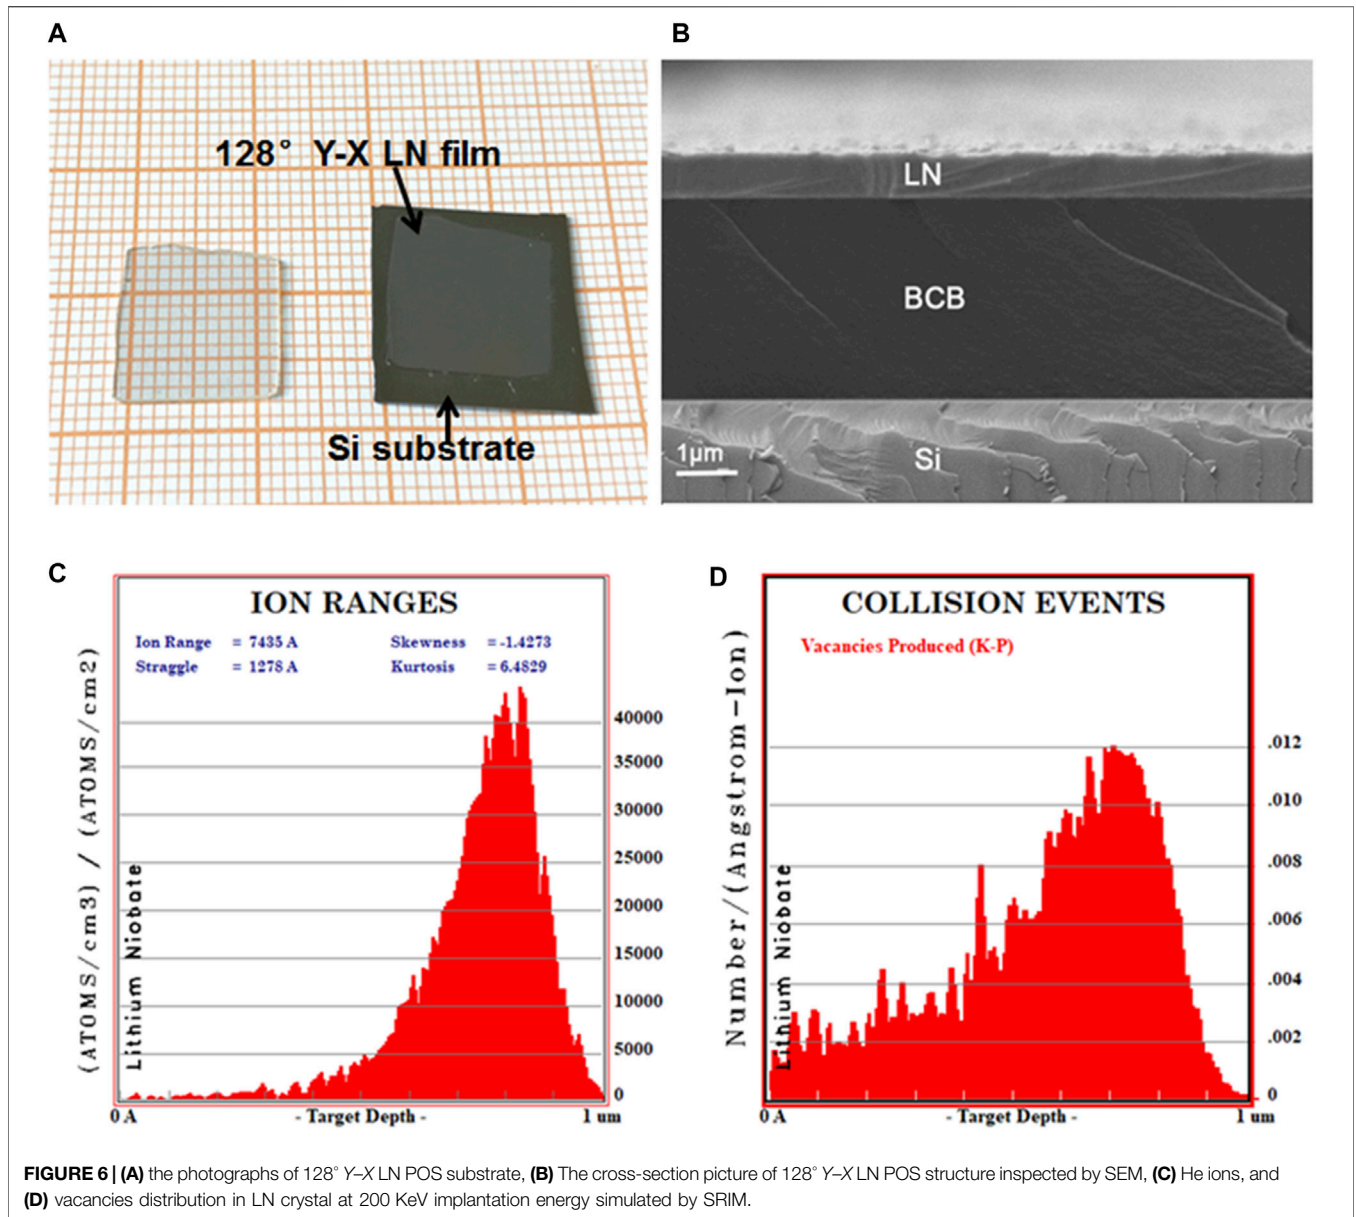 A
B
128° Y-X LN film
Si substrate
LN
BCB
Si
1μm
C
D
ION RANGES
Ion Range = 7435 A Skewness = -1.4273
Straggle = 1278 A Kurtosis = 6.4829
(ATOMS/cm3) / (ATOMS/cm2)
Lithium Niobate
40000
35000
30000
25000
20000
15000
10000
5000
0
0 A - Target Depth - 1 um
COLLISION EVENTS
Vacancies Produced (K-P)
Number/(Angstrom-Ion)
Lithium Niobate
.012
.010
.008
.006
.004
.002
0
0 A - Target Depth - 1 um
FIGURE 6 | (A) the photographs of 128° Y–X LN POS substrate, (B) The cross-section picture of 128° Y–X LN POS structure inspected by SEM, (C) He ions, and
(D) vacancies distribution in LN crystal at 200 KeV implantation energy simulated by SRIM.